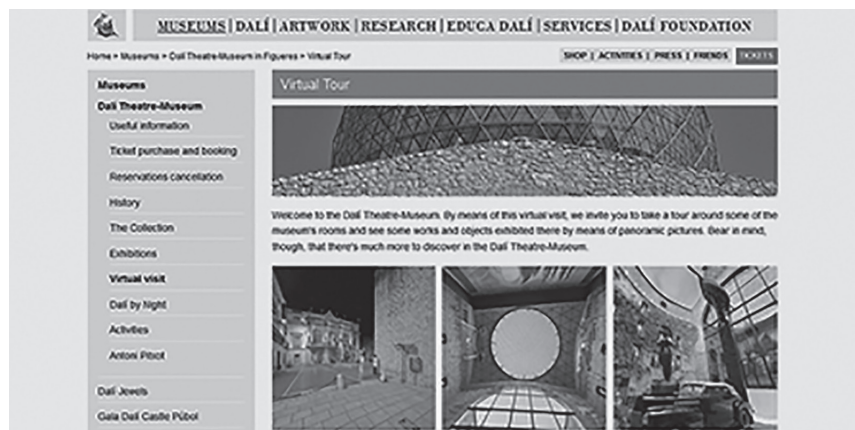 MUSEUMS | DALÍ | ARTWORK | RESEARCH | EDUCA DALÍ | SERVICES | DALÍ FOUNDATION
Home > Museums > Dalí Theatre-Museum in Figueres > Virtual Tour
SHOP | ACTIVITIES | PRESS | FRIENDS TICKETS
Museums
Dalí Theatre-Museum
Useful information
Ticket purchase and booking
Reservations cancellation
History
The Collection
Exhibitions
Virtual visit
Dalí by Night
Activities
Antoni Pitxot
Dalí Jewels
Gala Dalí Castle Púbol
Virtual Tour
Welcome to the Dalí Theatre-Museum. By means of this virtual visit, we invite you to take a tour around some of the
museum's rooms and see some works and objects exhibited there by means of panoramic pictures. Bear in mind,
though, that there's much more to discover in the Dalí Theatre-Museum.